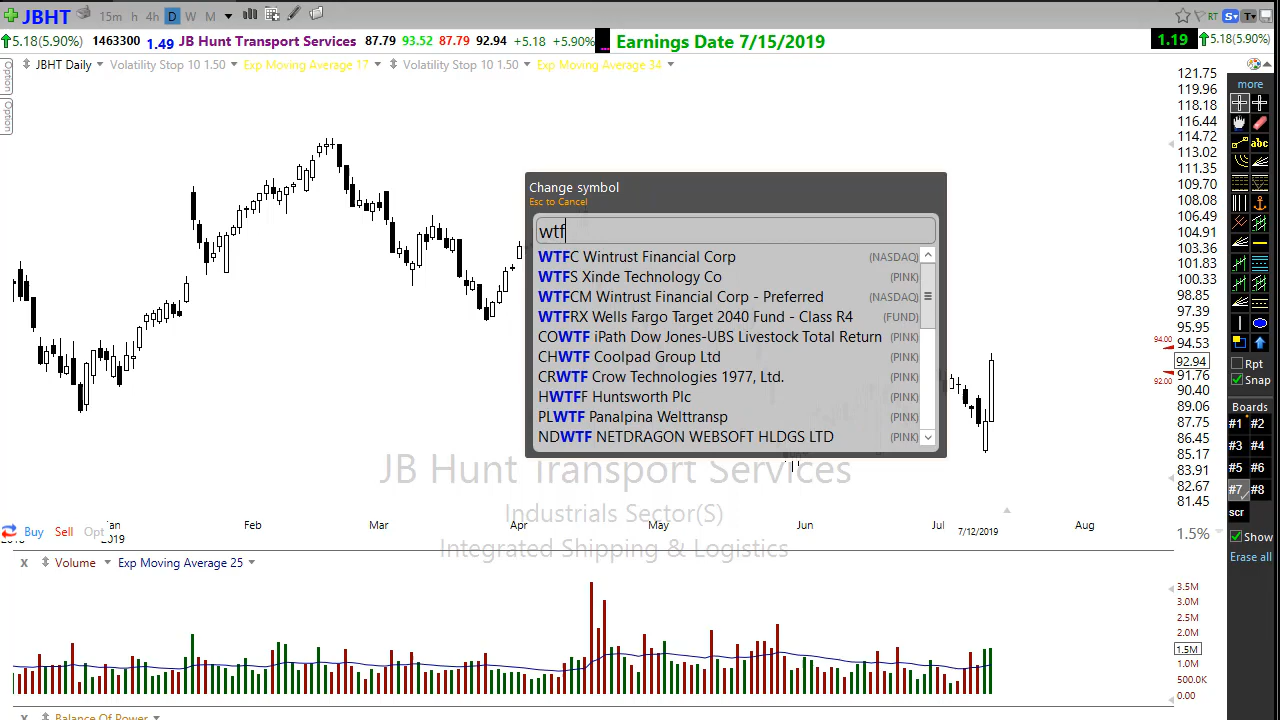 JBHT 15m h 4h D W M RT S T
5.18(5.90%) 1463300 1.49 JB Hunt Transport Services 87.79 93.52 87.79 92.94 +5.18 +5.90% ... Earnings Date 7/15/2019 1.19 5.18(5.90%)
JBHT Daily Volatility Stop 10 1.50 Exp Moving Average 17 Volatility Stop 10 1.50 Exp Moving Average 34
Option
Option
121.75
119.96
118.18
116.44
114.72
113.02
111.35
109.70
108.08
106.49
104.91
103.36
101.83
100.33
98.85
97.39
95.95
94.53
94.00
92.94
91.76
92.00
90.40
89.06
87.75
86.45
85.17
83.91
82.67
81.45
more
abc
Rpt
Snap
Boards
#1 #2
#3 #4
#5 #6
#7 #8
scr
Show
Erase all
Change symbol
Esc to Cancel
wtf
WTFC Wintrust Financial Corp (NASDAQ)
WTFS Xinde Technology Co (PINK)
WTFCM Wintrust Financial Corp - Preferred (NASDAQ)
WTFRX Wells Fargo Target 2040 Fund - Class R4 (FUND)
COWTF iPath Dow Jones-UBS Livestock Total Return (PINK)
CHWTF Coolpad Group Ltd (PINK)
CRWTF Crow Technologies 1977, Ltd. (PINK)
HWTFF Huntsworth Plc (PINK)
PLWTF Panalpina Welttransp (PINK)
NDWTF NETDRAGON WEBSOFT HLDGS LTD (PINK)
JB Hunt Transport Services
Industrials Sector(S)
Integrated Shipping & Logistics
Feb Mar Apr May Jun Jul Aug
2019 7/12/2019
Buy Sell Opt 1.5%
x Volume Exp Moving Average 25
3.5M
3.0M
2.5M
2.0M
1.5M
1.0M
500.0K
0.00
x Balance Of Power